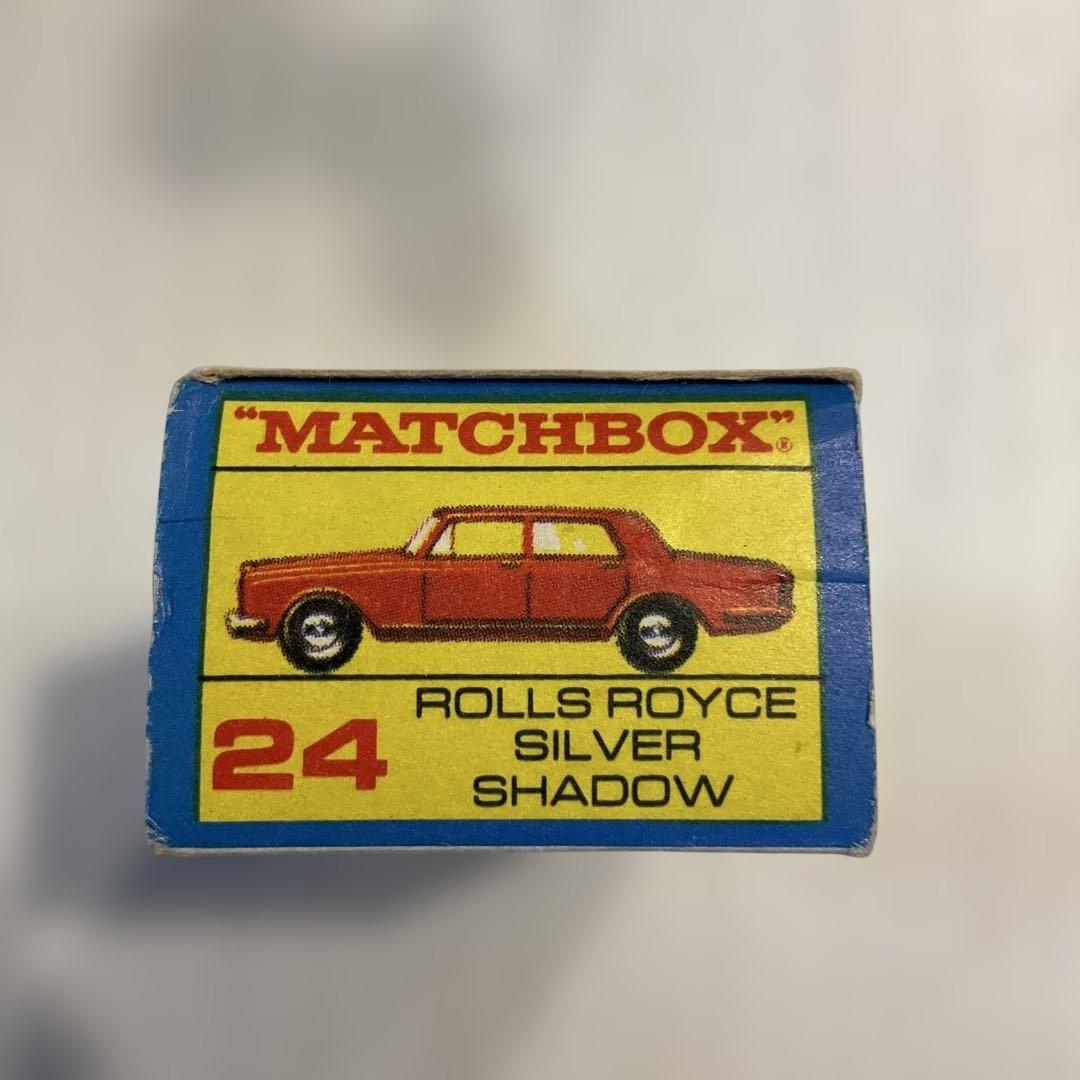 "MATCHBOX"®
24
ROLLS ROYCE
SILVER
SHADOW